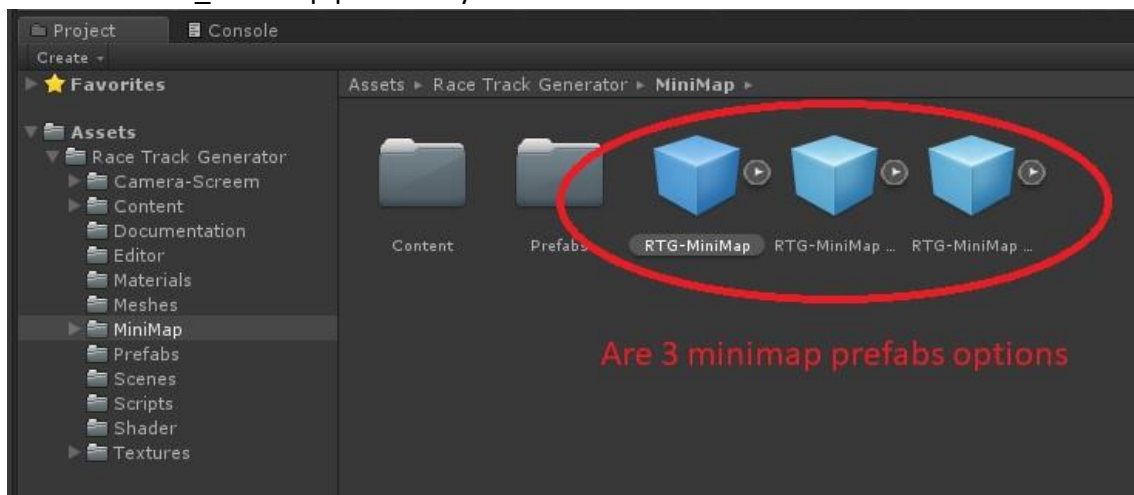 Project Console
Create
Favorites
Assets ▸ Race Track Generator ▸ MiniMap ▸
Assets
Race Track Generator
Camera-Screem
Content
Documentation
Editor
Materials
Meshes
MiniMap
Prefabs
Scenes
Scripts
Shader
Textures
Content Prefabs RTG-MiniMap RTG-MiniMap ... RTG-MiniMap ...
Are 3 minimap prefabs options